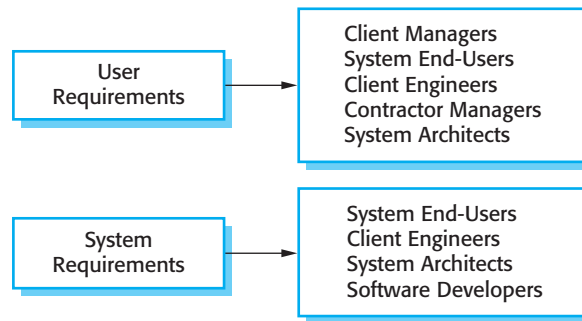 User
Requirements
Client Managers
System End-Users
Client Engineers
Contractor Managers
System Architects
System
Requirements
System End-Users
Client Engineers
System Architects
Software Developers